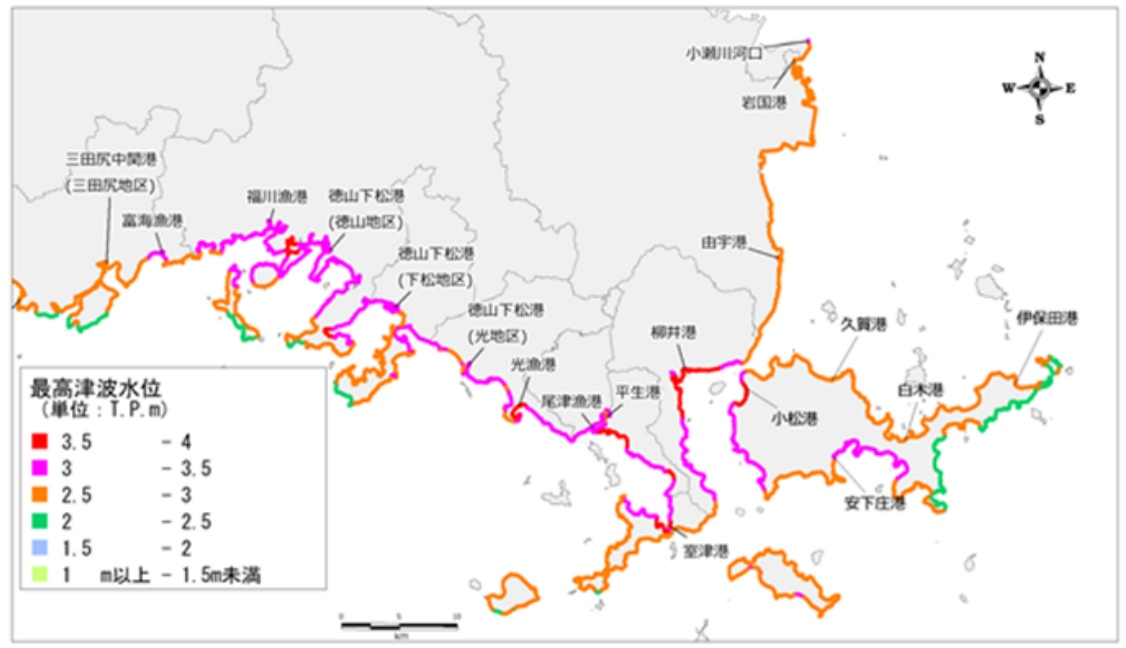 小瀬川河口
N
W E
S
岩国港
三田尻中関港
(三田尻地区)
福川漁港
徳山下松港
(徳山地区)
富海漁港
徳山下松港
(下松地区)
由宇港
徳山下松港
(光地区)
柳井港
久賀港
伊保田港
光漁港
尾津漁港
平生港
白木港
小松港
安下庄港
室津港
最高津波水位
(単位:T.P.m)
3.5 - 4
3 - 3.5
2.5 - 3
2 - 2.5
1.5 - 2
1 m以上 - 1.5m未満
0 5 10
km